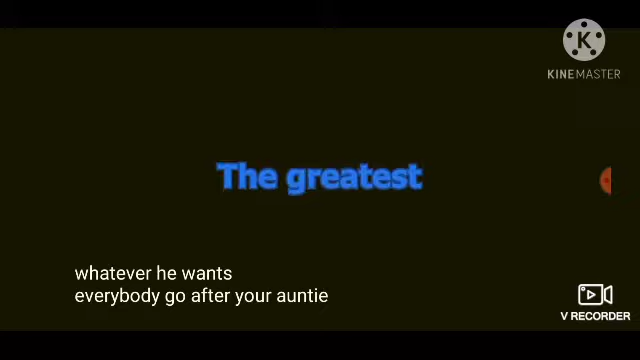 KINEMASTER
The greatest
whatever he wants
everybody go after your auntie
V RECORDER